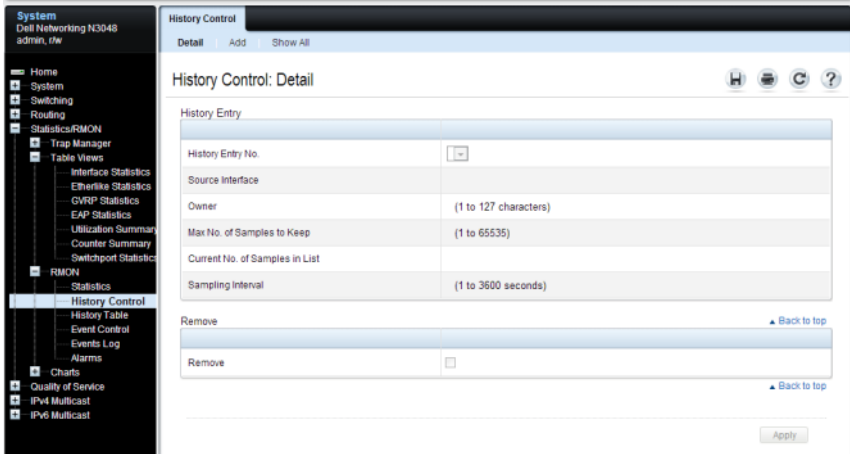 System
Dell Networking N3048
admin, r/w
Home
System
Switching
Routing
Statistics/RMON
Trap Manager
Table Views
Interface Statistics
Etherlike Statistics
GVRP Statistics
EAP Statistics
Utilization Summary
Counter Summary
Switchport Statistics
RMON
Statistics
History Control
History Table
Event Control
Events Log
Alarms
Charts
Quality of Service
IPv4 Multicast
IPv6 Multicast
History Control
Detail Add Show All
History Control: Detail
History Entry
History Entry No.
Source Interface
Owner (1 to 127 characters)
Max No. of Samples to Keep (1 to 65535)
Current No. of Samples in List
Sampling Interval (1 to 3600 seconds)
Remove Back to top
Remove
Back to top
Apply